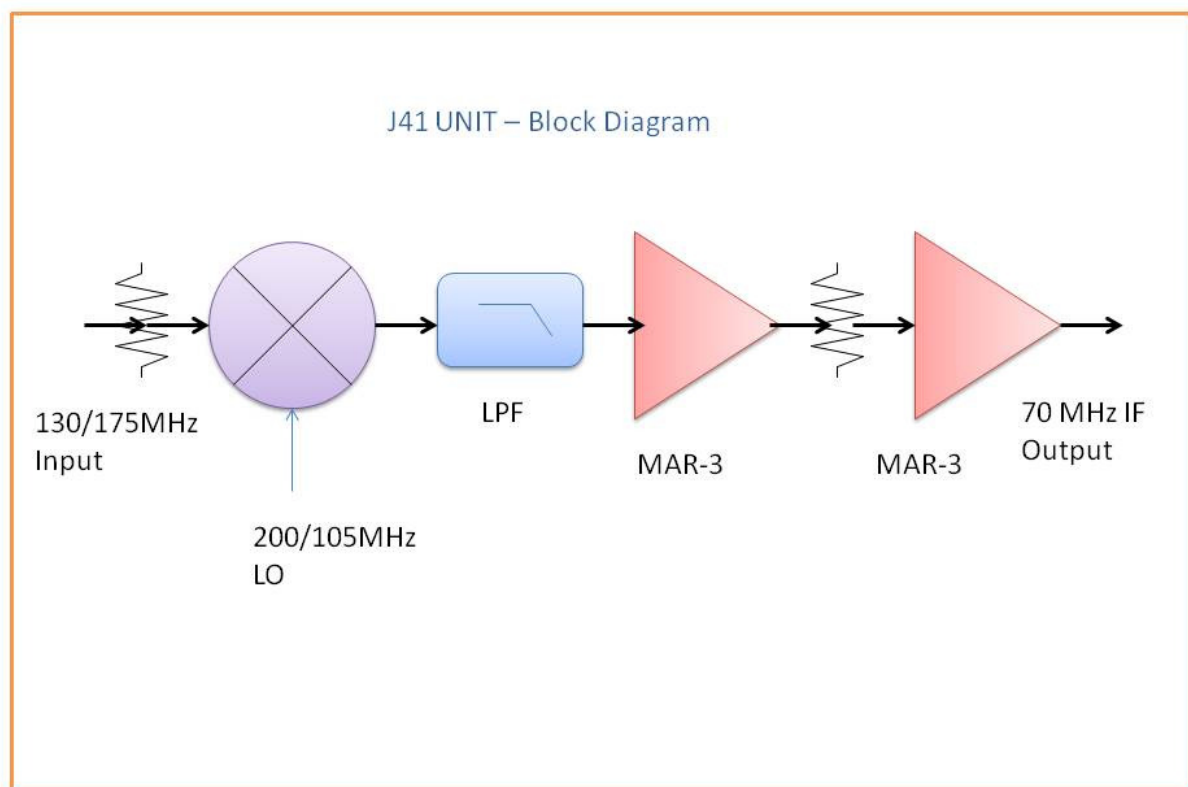 J41 UNIT – Block Diagram
130/175MHz
Input
200/105MHz
LO
LPF
MAR-3
MAR-3
70 MHz IF
Output